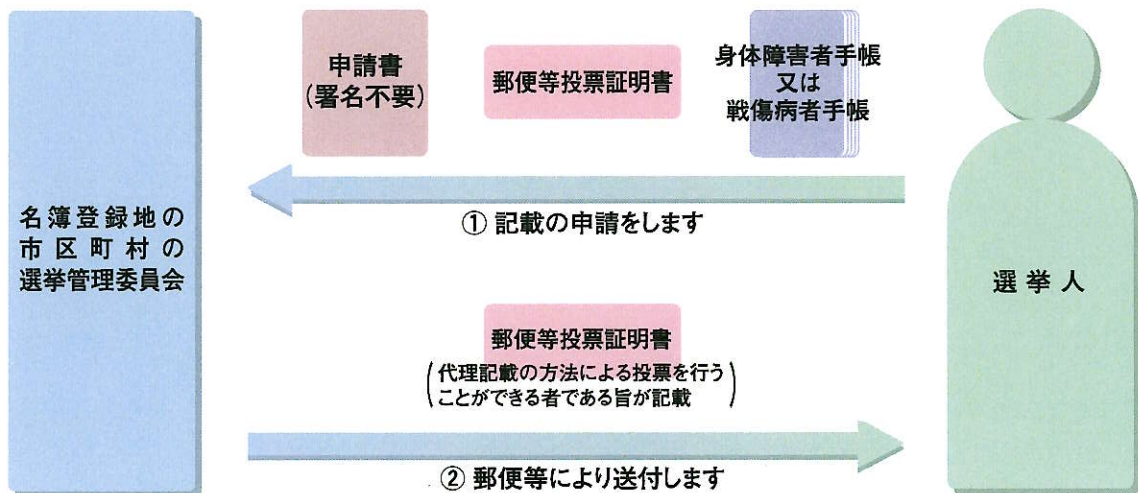 申請書
(署名不要)
郵便等投票証明書
身体障害者手帳
又は
戦傷病者手帳
① 記載の申請をします
名簿登録地の
市区町村の
選挙管理委員会
選挙人
郵便等投票証明書
(代理記載の方法による投票を行う
ことができる者である旨が記載)
② 郵便等により送付します